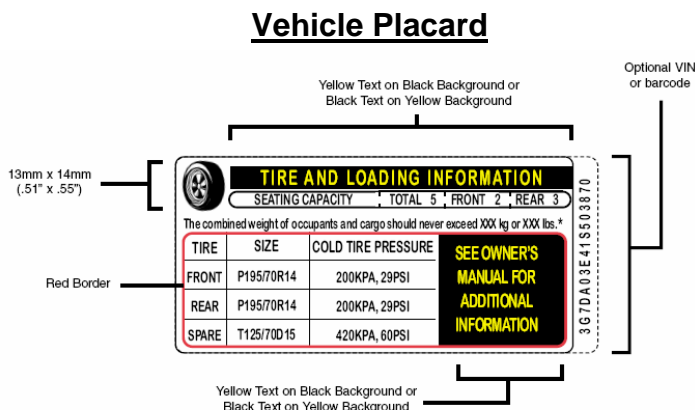 Vehicle Placard
Optional VIN
or barcode
Yellow Text on Black Background or
Black Text on Yellow Background
13mm x 14mm
(.51" x .55")
TIRE AND LOADING INFORMATION
SEATING CAPACITY TOTAL 5 FRONT 2 REAR 3
The combined weight of occupants and cargo should never exceed XXX kg or XXX lbs.*
TIRE SIZE COLD TIRE PRESSURE
FRONT P195/70R14 200KPA, 29PSI
REAR P195/70R14 200KPA, 29PSI
SPARE T125/70D15 420KPA, 60PSI
SEE OWNER'S
MANUAL FOR
ADDITIONAL
INFORMATION
3G7DA03E41S503870
Red Border
Yellow Text on Black Background or
Black Text on Yellow Background